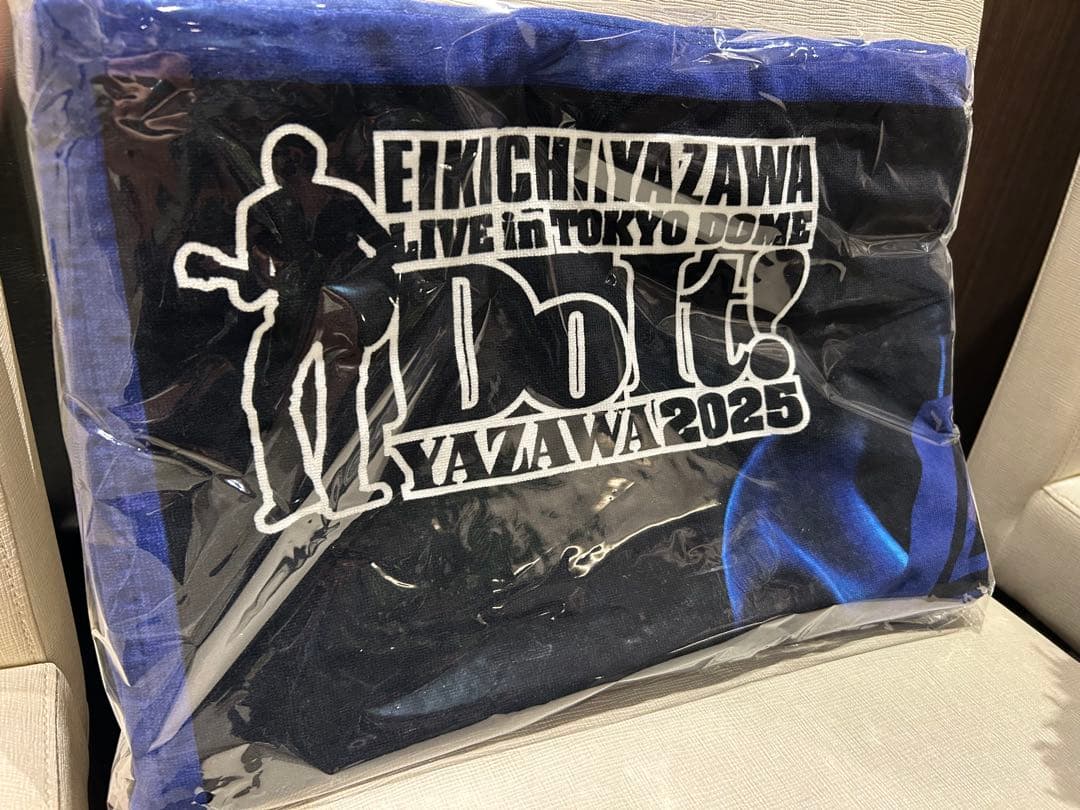 EIKICHI YAZAWA
LIVE in TOKYO DOME
Do It!
YAZAWA 2025